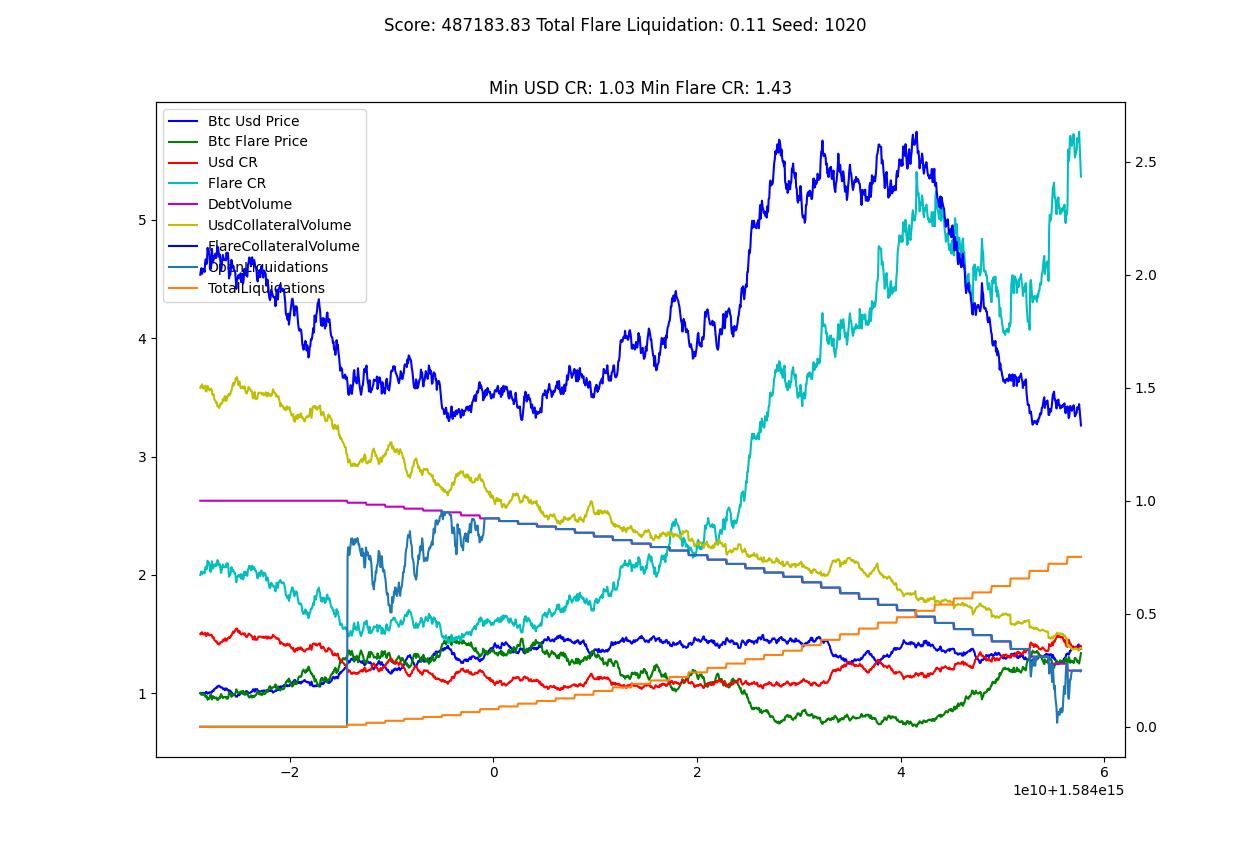 Score: 487183.83 Total Flare Liquidation: 0.11 Seed: 1020
Min USD CR: 1.03 Min Flare CR: 1.43
Btc Usd Price
Btc Flare Price
Usd CR
Flare CR
DebtVolume
UsdCollateralVolume
FlareCollateralVolume
OpenLiquidations
TotalLiquidations
5
4
3
2
1
2.5
2.0
1.5
1.0
0.5
0.0
−2 0 2 4 6
1e10+1.584e15